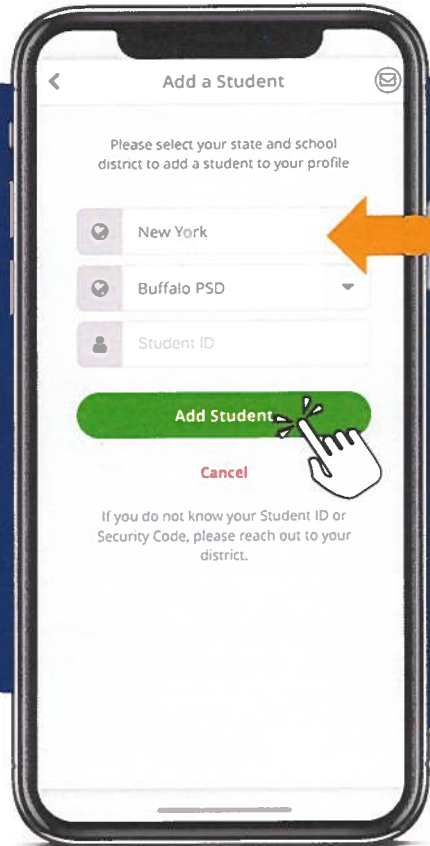 Add a Student
Please select your state and school
district to add a student to your profile
New York
Buffalo PSD
Student ID
Add Student
Cancel
If you do not know your Student ID or
Security Code, please reach out to your
district.